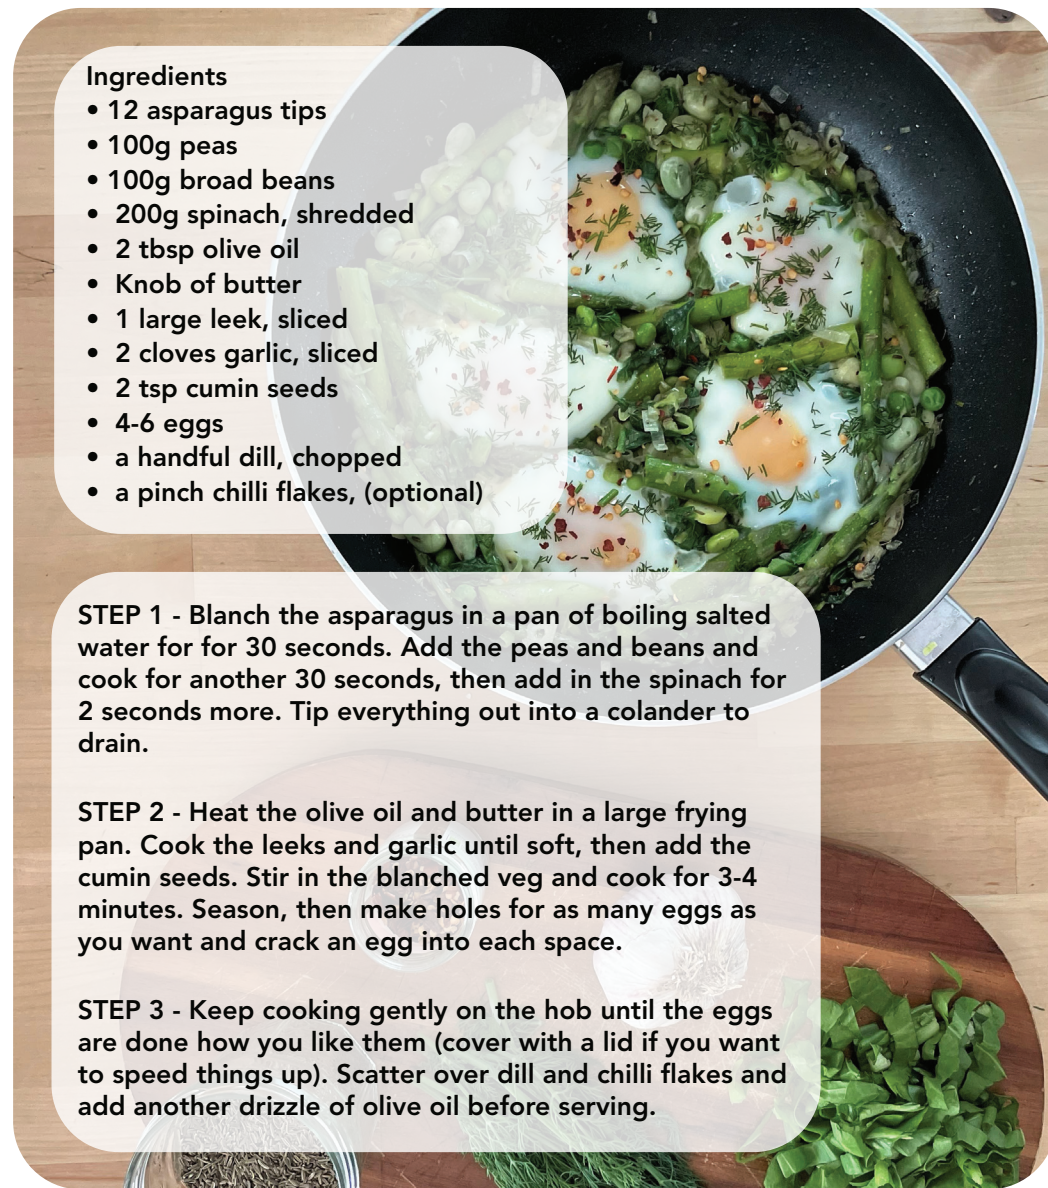 Ingredients
• 12 asparagus tips
• 100g peas
• 100g broad beans
• 200g spinach, shredded
• 2 tbsp olive oil
• Knob of butter
• 1 large leek, sliced
• 2 cloves garlic, sliced
• 2 tsp cumin seeds
• 4-6 eggs
• a handful dill, chopped
• a pinch chilli flakes, (optional)
STEP 1 - Blanch the asparagus in a pan of boiling salted
water for for 30 seconds. Add the peas and beans and
cook for another 30 seconds, then add in the spinach for
2 seconds more. Tip everything out into a colander to
drain.
STEP 2 - Heat the olive oil and butter in a large frying
pan. Cook the leeks and garlic until soft, then add the
cumin seeds. Stir in the blanched veg and cook for 3-4
minutes. Season, then make holes for as many eggs as
you want and crack an egg into each space.
STEP 3 - Keep cooking gently on the hob until the eggs
are done how you like them (cover with a lid if you want
to speed things up). Scatter over dill and chilli flakes and
add another drizzle of olive oil before serving.